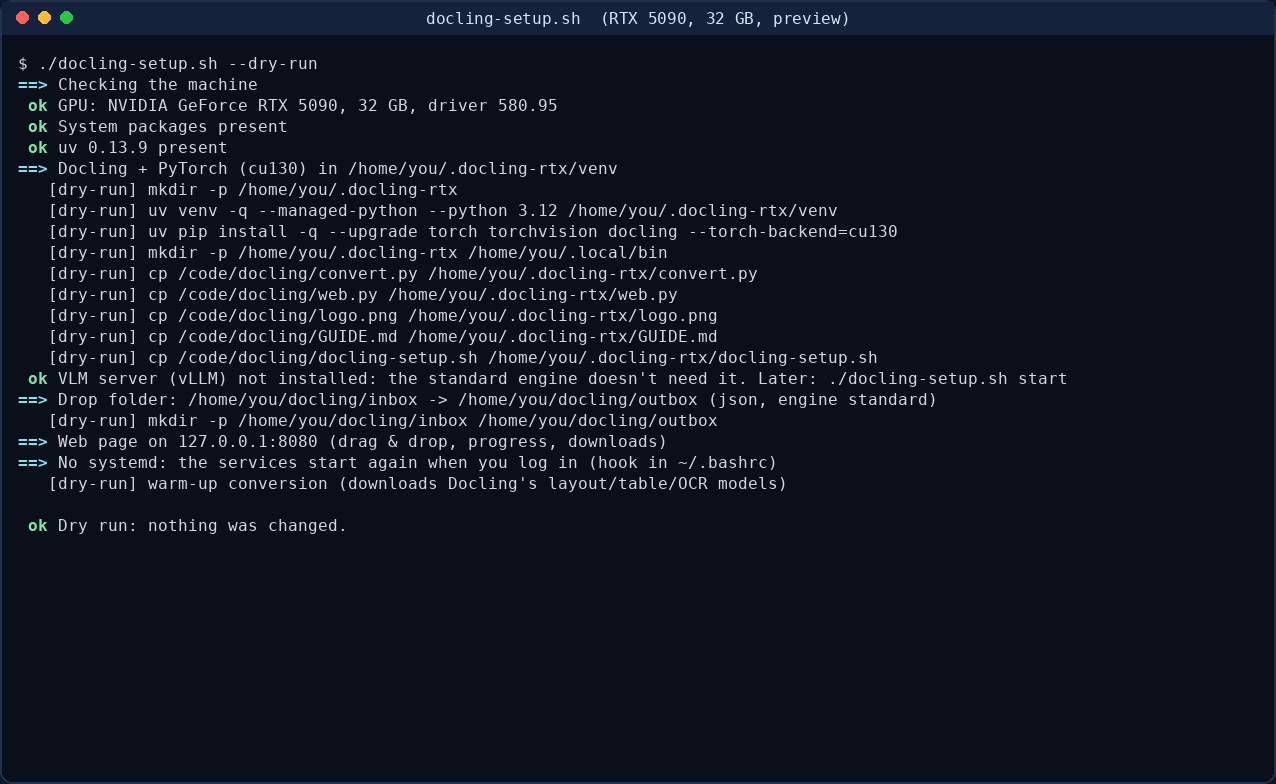 docling-setup.sh  (RTX 5090, 32 GB, preview)
$ ./docling-setup.sh --dry-run
==> Checking the machine
 ok GPU: NVIDIA GeForce RTX 5090, 32 GB, driver 580.95
 ok System packages present
 ok uv 0.13.9 present
==> Docling + PyTorch (cu130) in /home/you/.docling-rtx/venv
   [dry-run] mkdir -p /home/you/.docling-rtx
   [dry-run] uv venv -q --managed-python --python 3.12 /home/you/.docling-rtx/venv
   [dry-run] uv pip install -q --upgrade torch torchvision docling --torch-backend=cu130
   [dry-run] mkdir -p /home/you/.docling-rtx /home/you/.local/bin
   [dry-run] cp /code/docling/convert.py /home/you/.docling-rtx/convert.py
   [dry-run] cp /code/docling/web.py /home/you/.docling-rtx/web.py
   [dry-run] cp /code/docling/logo.png /home/you/.docling-rtx/logo.png
   [dry-run] cp /code/docling/GUIDE.md /home/you/.docling-rtx/GUIDE.md
   [dry-run] cp /code/docling/docling-setup.sh /home/you/.docling-rtx/docling-setup.sh
 ok VLM server (vLLM) not installed: the standard engine doesn't need it. Later: ./docling-setup.sh start
==> Drop folder: /home/you/docling/inbox -> /home/you/docling/outbox (json, engine standard)
   [dry-run] mkdir -p /home/you/docling/inbox /home/you/docling/outbox
==> Web page on 127.0.0.1:8080 (drag & drop, progress, downloads)
==> No systemd: the services start again when you log in (hook in ~/.bashrc)
   [dry-run] warm-up conversion (downloads Docling's layout/table/OCR models)
 ok Dry run: nothing was changed.